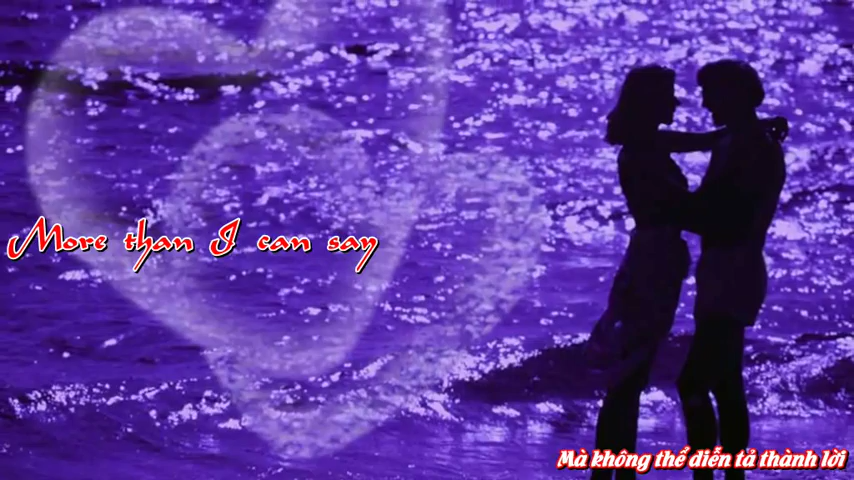 More than I can say
Mà không thể diễn tả thành lời